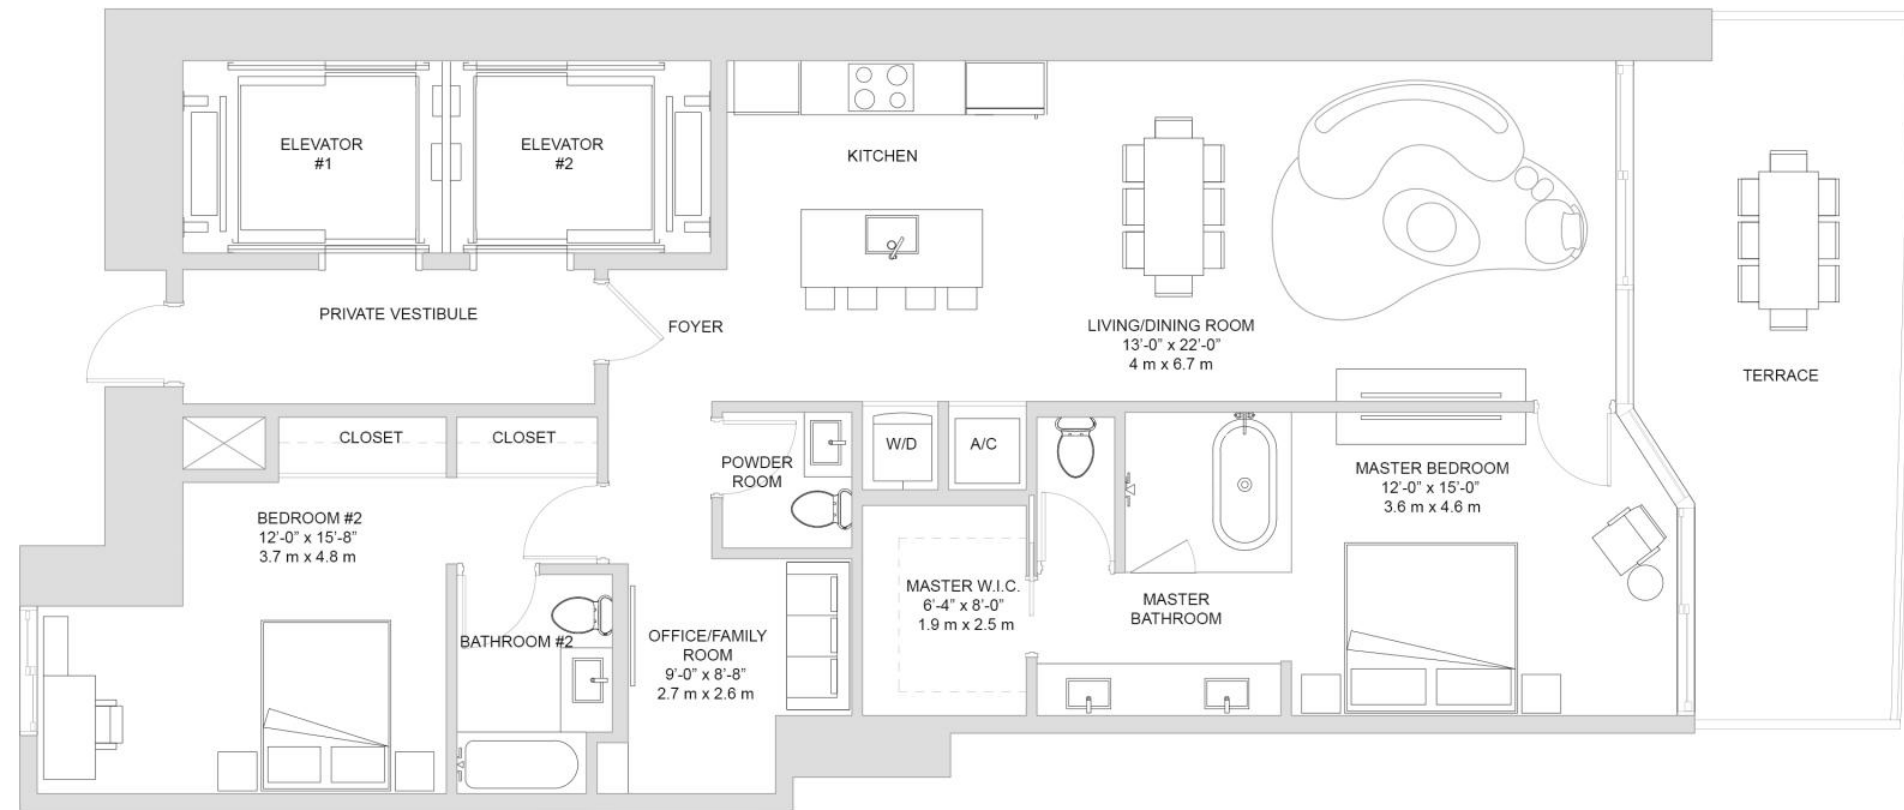 ELEVATOR
#1
ELEVATOR
#2
KITCHEN
PRIVATE VESTIBULE
FOYER
LIVING/DINING ROOM
13'-0" x 22'-0"
4 m x 6.7 m
TERRACE
CLOSET
CLOSET
POWDER
ROOM
W/D
A/C
MASTER BEDROOM
12'-0" x 15'-0"
3.6 m x 4.6 m
BEDROOM #2
12'-0" x 15'-8"
3.7 m x 4.8 m
MASTER W.I.C.
6'-4" x 8'-0"
1.9 m x 2.5 m
MASTER
BATHROOM
BATHROOM #2
OFFICE/FAMILY
ROOM
9'-0" x 8'-8"
2.7 m x 2.6 m